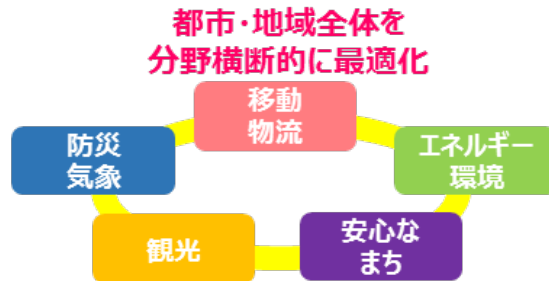 都市・地域全体を
分野横断的に最適化
移動
物流
防災
気象
エネルギー
環境
観光
安心な
まち